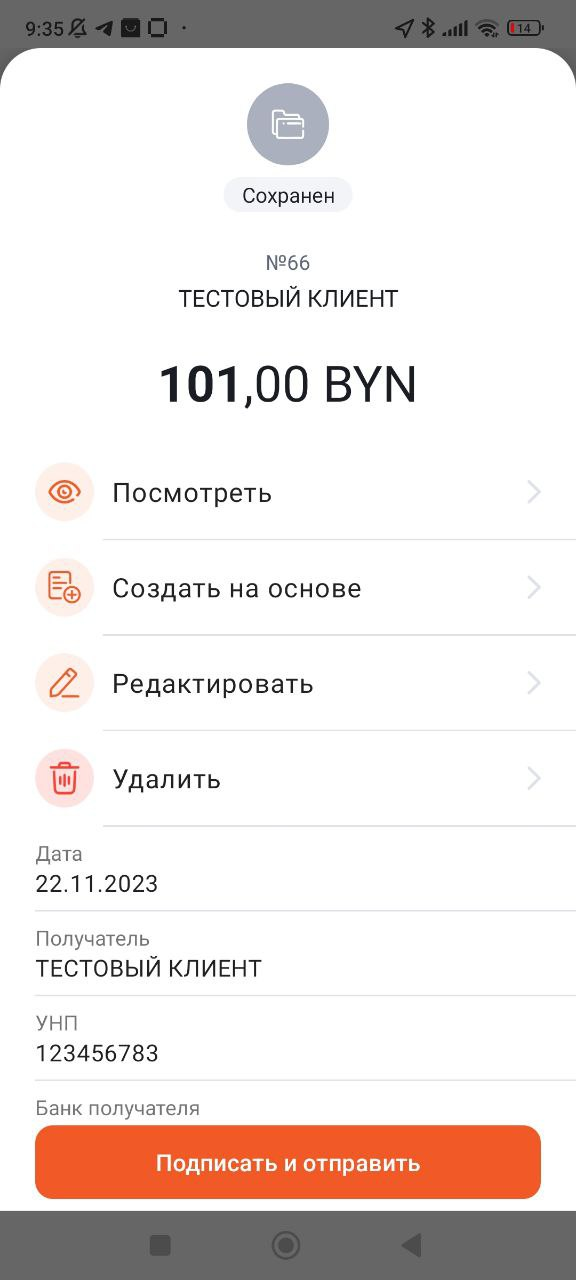 9:35
14
Сохранен
№66
ТЕСТОВЫЙ КЛИЕНТ
101,00 BYN
Посмотреть
Создать на основе
Редактировать
Удалить
Дата
22.11.2023
Получатель
ТЕСТОВЫЙ КЛИЕНТ
УНП
123456783
Банк получателя
Подписать и отправить